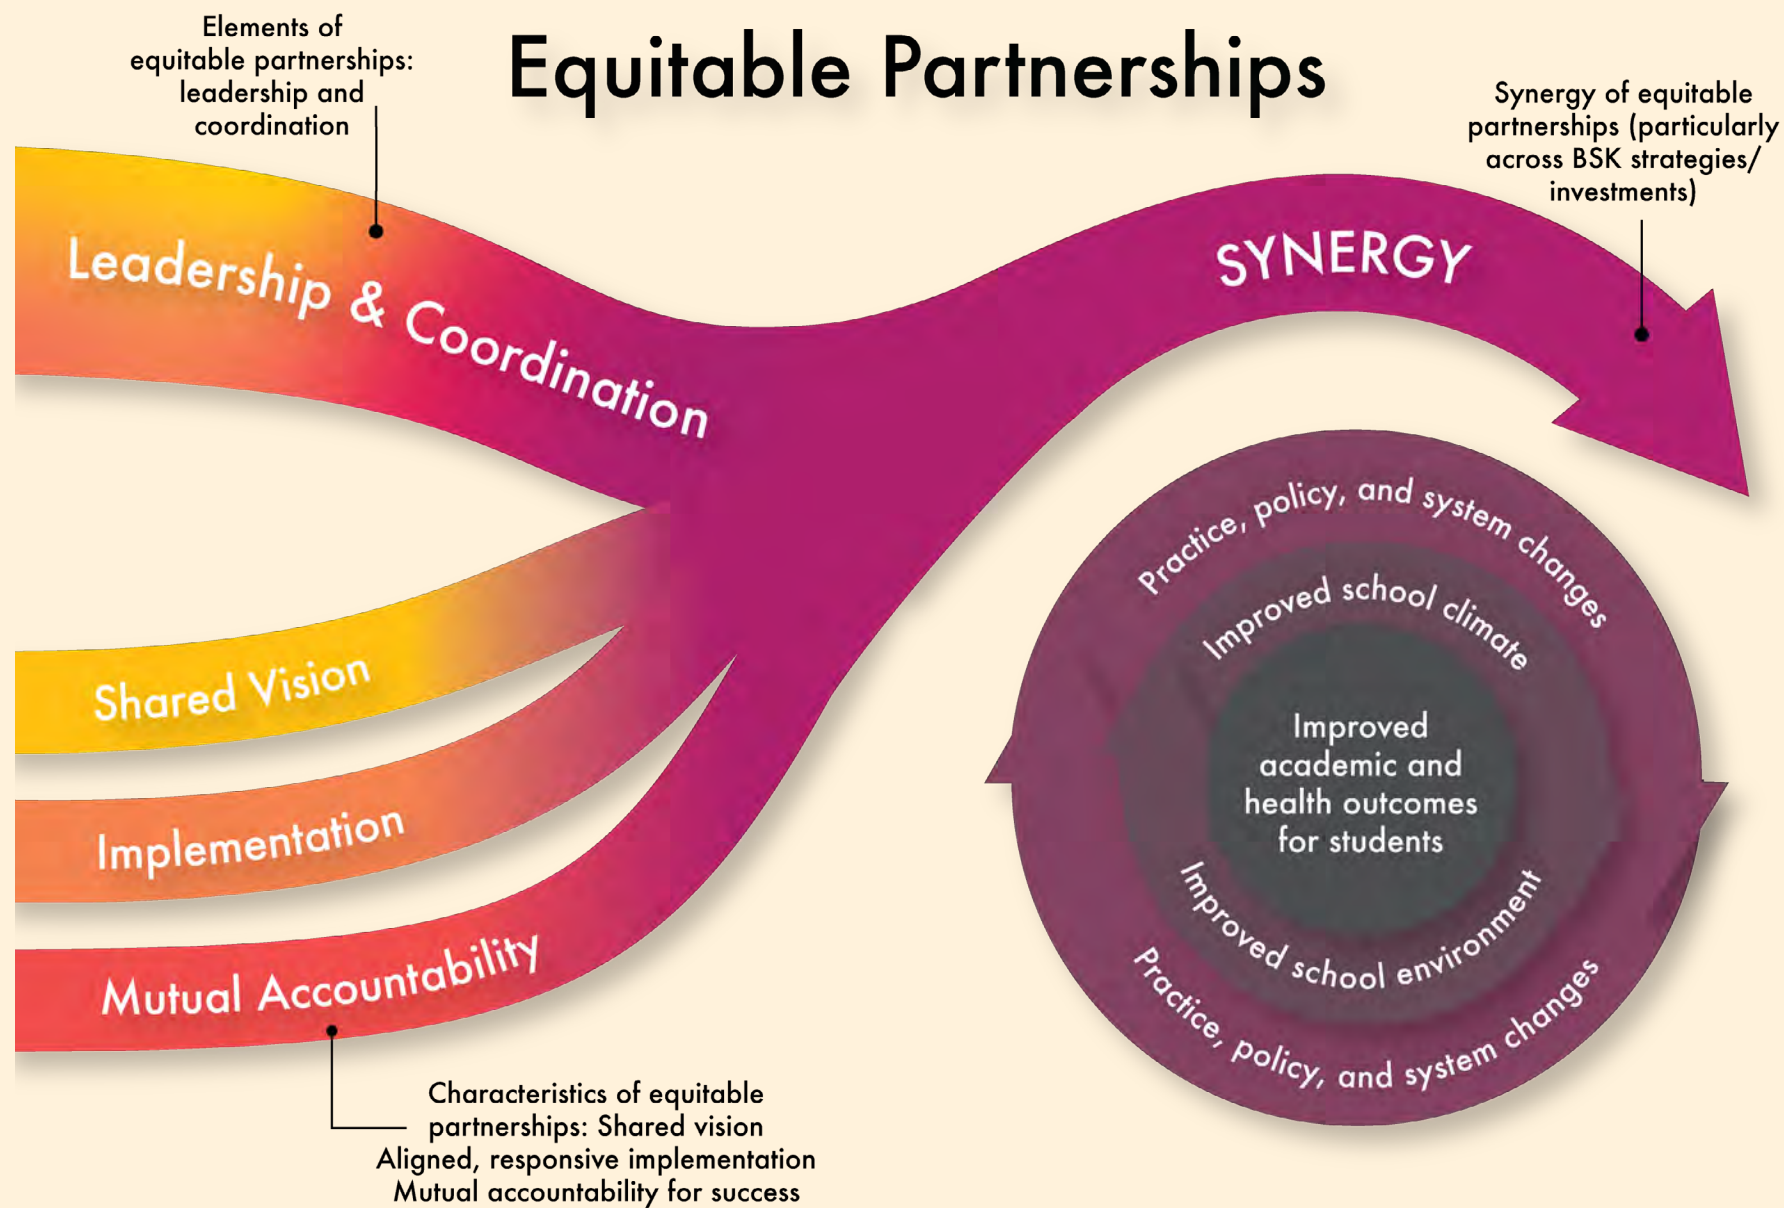 Equitable Partnerships
Elements of
equitable partnerships:
leadership and
coordination
Synergy of equitable
partnerships (particularly
across BSK strategies/
investments)
Leadership & Coordination
SYNERGY
Shared Vision
Implementation
Mutual Accountability
Characteristics of equitable
partnerships: Shared vision
Aligned, responsive implementation
Mutual accountability for success
Practice, policy, and system changes
Improved school climate
Improved
academic and
health outcomes
for students
Improved school environment
Practice, policy, and system changes